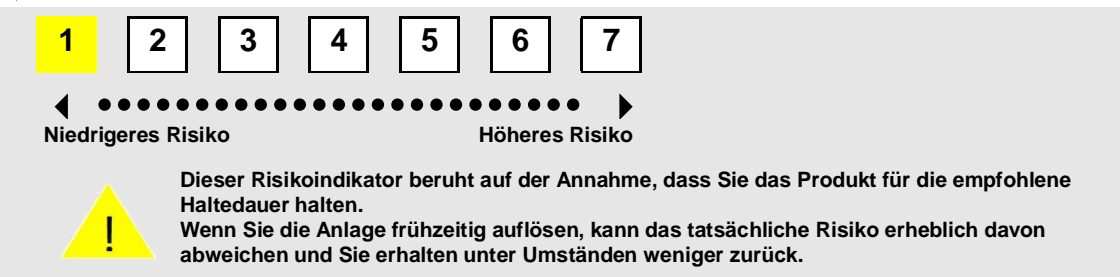 1 2 3 4 5 6 7
Niedrigeres Risiko Höheres Risiko
Dieser Risikoindikator beruht auf der Annahme, dass Sie das Produkt für die empfohlene
Haltedauer halten.
Wenn Sie die Anlage frühzeitig auflösen, kann das tatsächliche Risiko erheblich davon
abweichen und Sie erhalten unter Umständen weniger zurück.
!